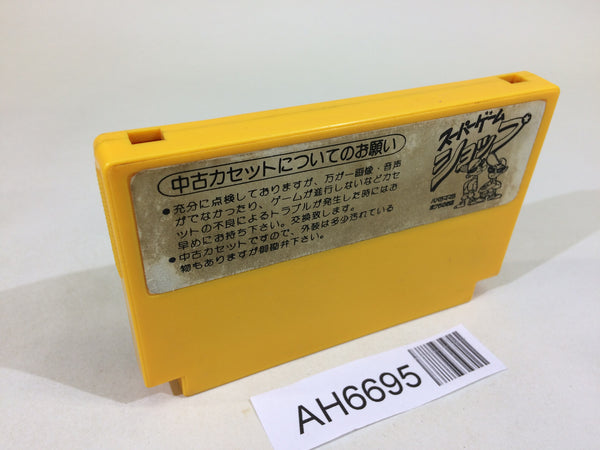 中古カセットについてのお願い
●充分に点検してありますが、万が一画像・音声
がでなかったり、ゲームが進行しないなどカセ
ットの不良によるトラブルが発生した時にはお
早めにお持ち下さい。交換致します。
●中古カセットですので、外装は多少汚れている
物もありますが御勘弁下さい。
スーパーゲーム
ショップ
AH6695